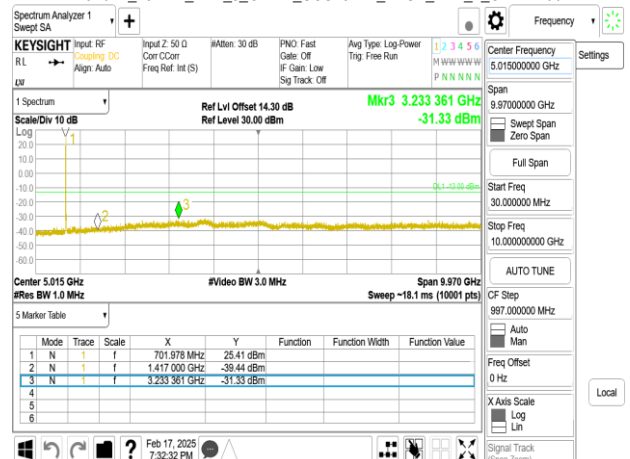 Spectrum Analyzer 1
Swept SA
Frequency
KEYSIGHT
RL
Input: RF
Coupling: DC
Align: Auto
Input Z: 50 Ω
Corr CCorr
Freq Ref: Int (S)
#Atten: 30 dB
PNO: Fast
Gate: Off
IF Gain: Low
Sig Track: Off
Avg Type: Log-Power
Trig: Free Run
1 2 3 4 5 6
M W W W W W
P N N N N N
LXI
1 Spectrum
Scale/Div 10 dB
Ref Lvl Offset 14.30 dB
Ref Level 30.00 dBm
Mkr3 3.233 361 GHz
-31.33 dBm
Log
20.0
10.0
0.00
-10.0
-20.0
-30.0
-40.0
-50.0
-60.0
1
2
3
DL1 -13.00 dBm
Center 5.015 GHz
#Video BW 3.0 MHz
Span 9.970 GHz
#Res BW 1.0 MHz
Sweep ~18.1 ms (10001 pts)
5 Marker Table
Mode Trace Scale X Y Function Function Width Function Value
1 N 1 f 701.978 MHz 25.41 dBm
2 N 1 f 1.417 000 GHz -39.44 dBm
3 N 1 f 3.233 361 GHz -31.33 dBm
4
5
6
?
Feb 17, 2025
7:32:32 PM
Center Frequency
5.015000000 GHz
Settings
Span
9.97000000 GHz
Swept Span
Zero Span
Full Span
Start Freq
30.000000 MHz
Stop Freq
10.000000000 GHz
AUTO TUNE
CF Step
997.000000 MHz
Auto
Man
Freq Offset
0 Hz
X Axis Scale
Log
Lin
Local
Signal Track